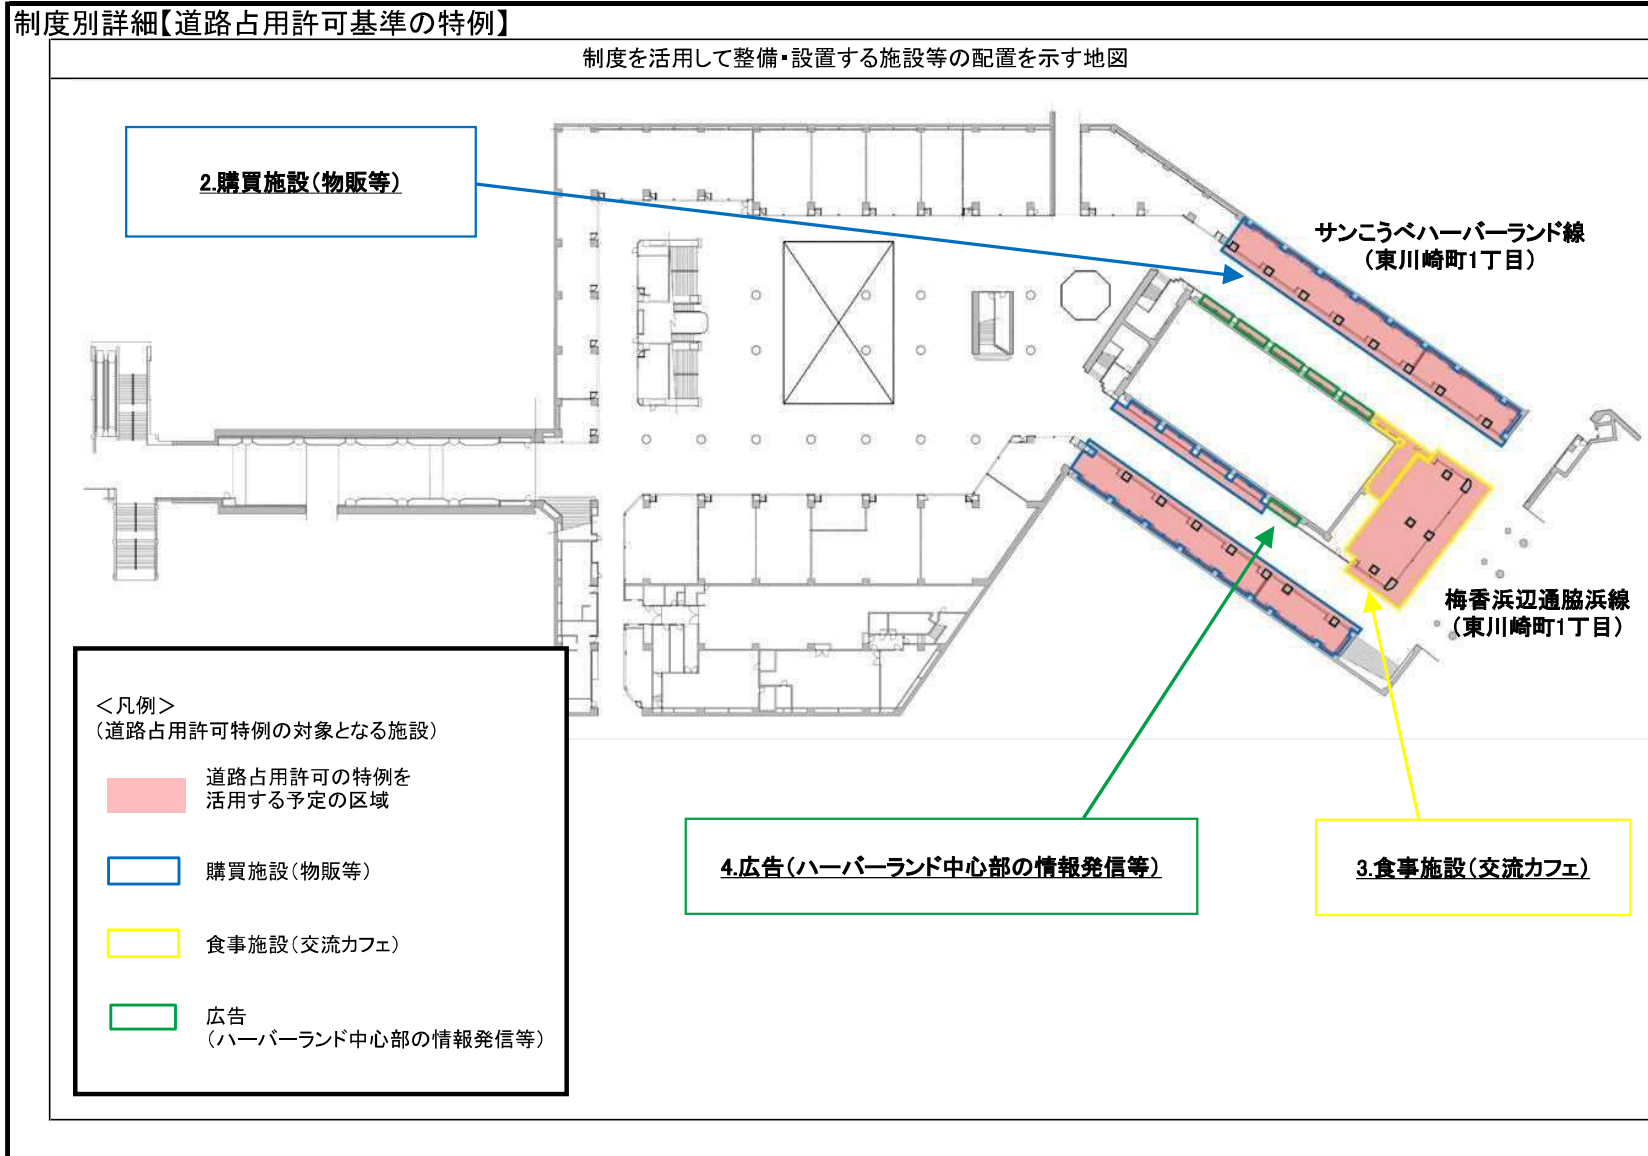 制度別詳細【道路占用許可基準の特例】
制度を活用して整備・設置する施設等の配置を示す地図
2.購買施設（物販等）
サンこうべハーバーランド線
（東川崎町1丁目）
梅香浜辺通脇浜線
（東川崎町1丁目）
＜凡例＞
（道路占用許可特例の対象となる施設）
道路占用許可の特例を
活用する予定の区域
購買施設（物販等）
食事施設（交流カフェ）
広告
（ハーバーランド中心部の情報発信等）
4.広告（ハーバーランド中心部の情報発信等）
3.食事施設（交流カフェ）